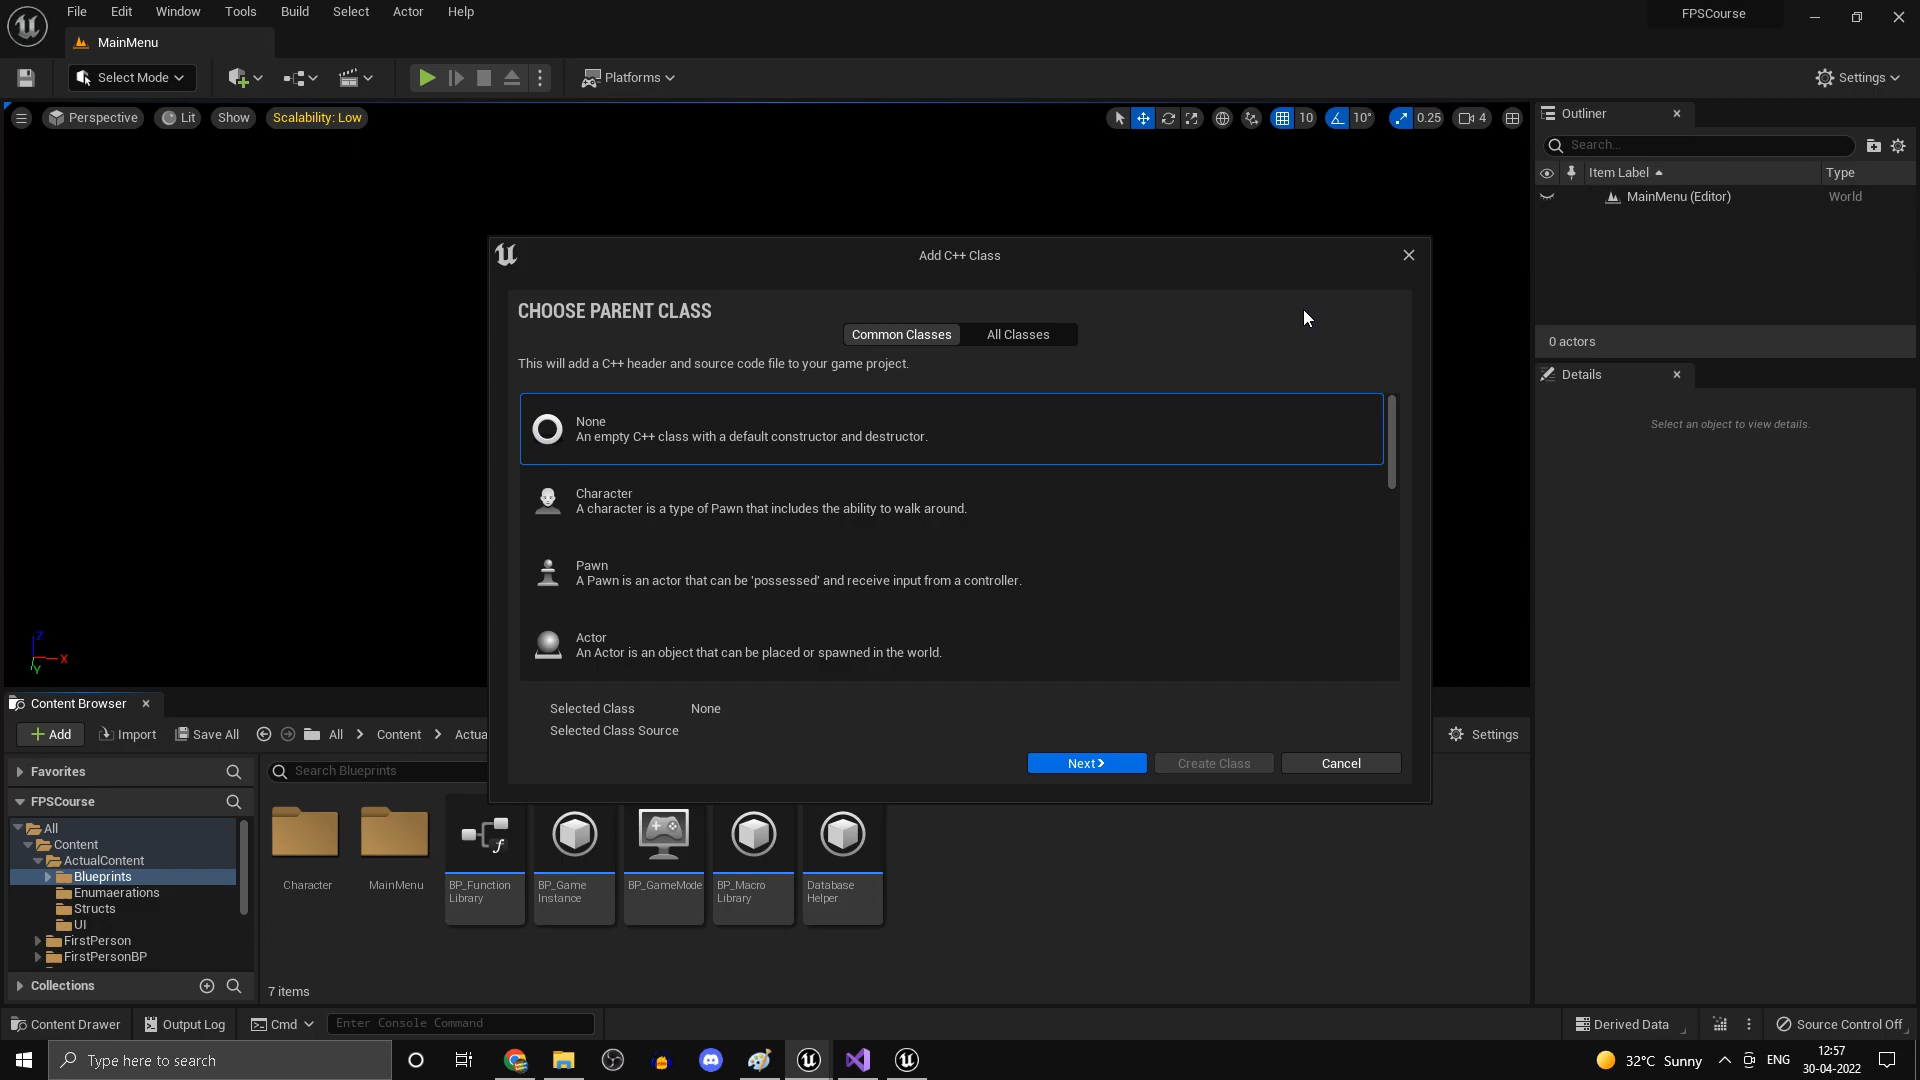 File Edit Window Tools Build Select Actor Help
FPSCourse
MainMenu
Select Mode
Platforms
Settings
Perspective Lit Show Scalability: Low
10 10° 0.25 4
Outliner
Search...
Item Label Type
MainMenu (Editor) World
0 actors
Details
Select an object to view details.
Add C++ Class
CHOOSE PARENT CLASS
Common Classes All Classes
This will add a C++ header and source code file to your game project.
None
An empty C++ class with a default constructor and destructor.
Character
A character is a type of Pawn that includes the ability to walk around.
Pawn
A Pawn is an actor that can be 'possessed' and receive input from a controller.
Actor
An Actor is an object that can be placed or spawned in the world.
Selected Class None
Selected Class Source
Next Create Class Cancel
Z
X
Y
Content Browser
Add Import Save All All Content Actua
Settings
Favorites
Search Blueprints
FPSCourse
All
Content
ActualContent
Blueprints
Enumaerations
Structs
UI
FirstPerson
FirstPersonBP
Collections
Character
MainMenu
BP_Function
Library
BP_Game
Instance
BP_GameMode
BP_Macro
Library
Database
Helper
7 items
Content Drawer Output Log Cmd Enter Console Command
Derived Data Source Control Off
Type here to search
32°C Sunny ENG
12:57
30-04-2022